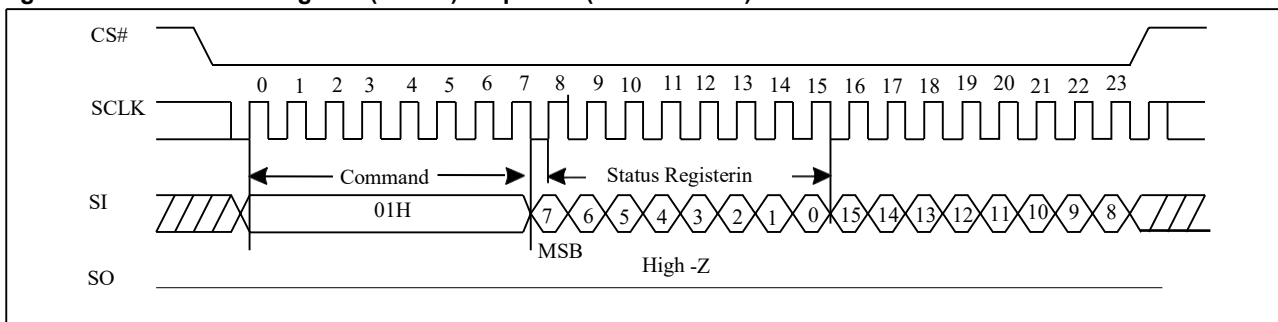 CS#
0 1 2 3 4 5 6 7 8 9 10 11 12 13 14 15 16 17 18 19 20 21 22 23
SCLK
Command Status Registerin
SI 01H 7 6 5 4 3 2 1 0 15 14 13 12 11 10 9 8
MSB
High -Z
SO